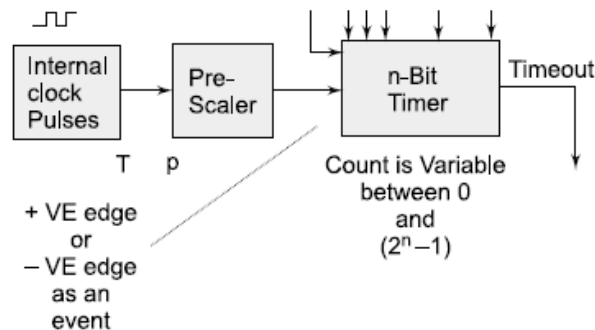 Internal
clock
Pulses
Pre-
Scaler
n-Bit
Timer
Timeout
T
p
Count is Variable
between 0
and
(2ⁿ–1)
+ VE edge
or
– VE edge
as an
event